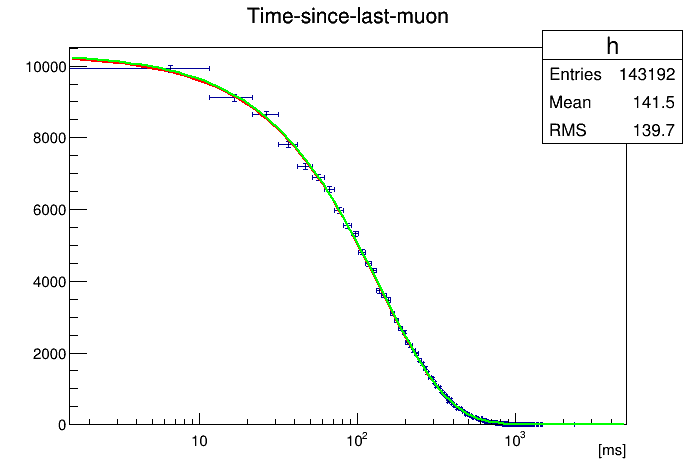 Time-since-last-muon
h
Entries 143192
Mean 141.5
RMS 139.7
10000
8000
6000
4000
2000
0
10 10² 10³
[ms]